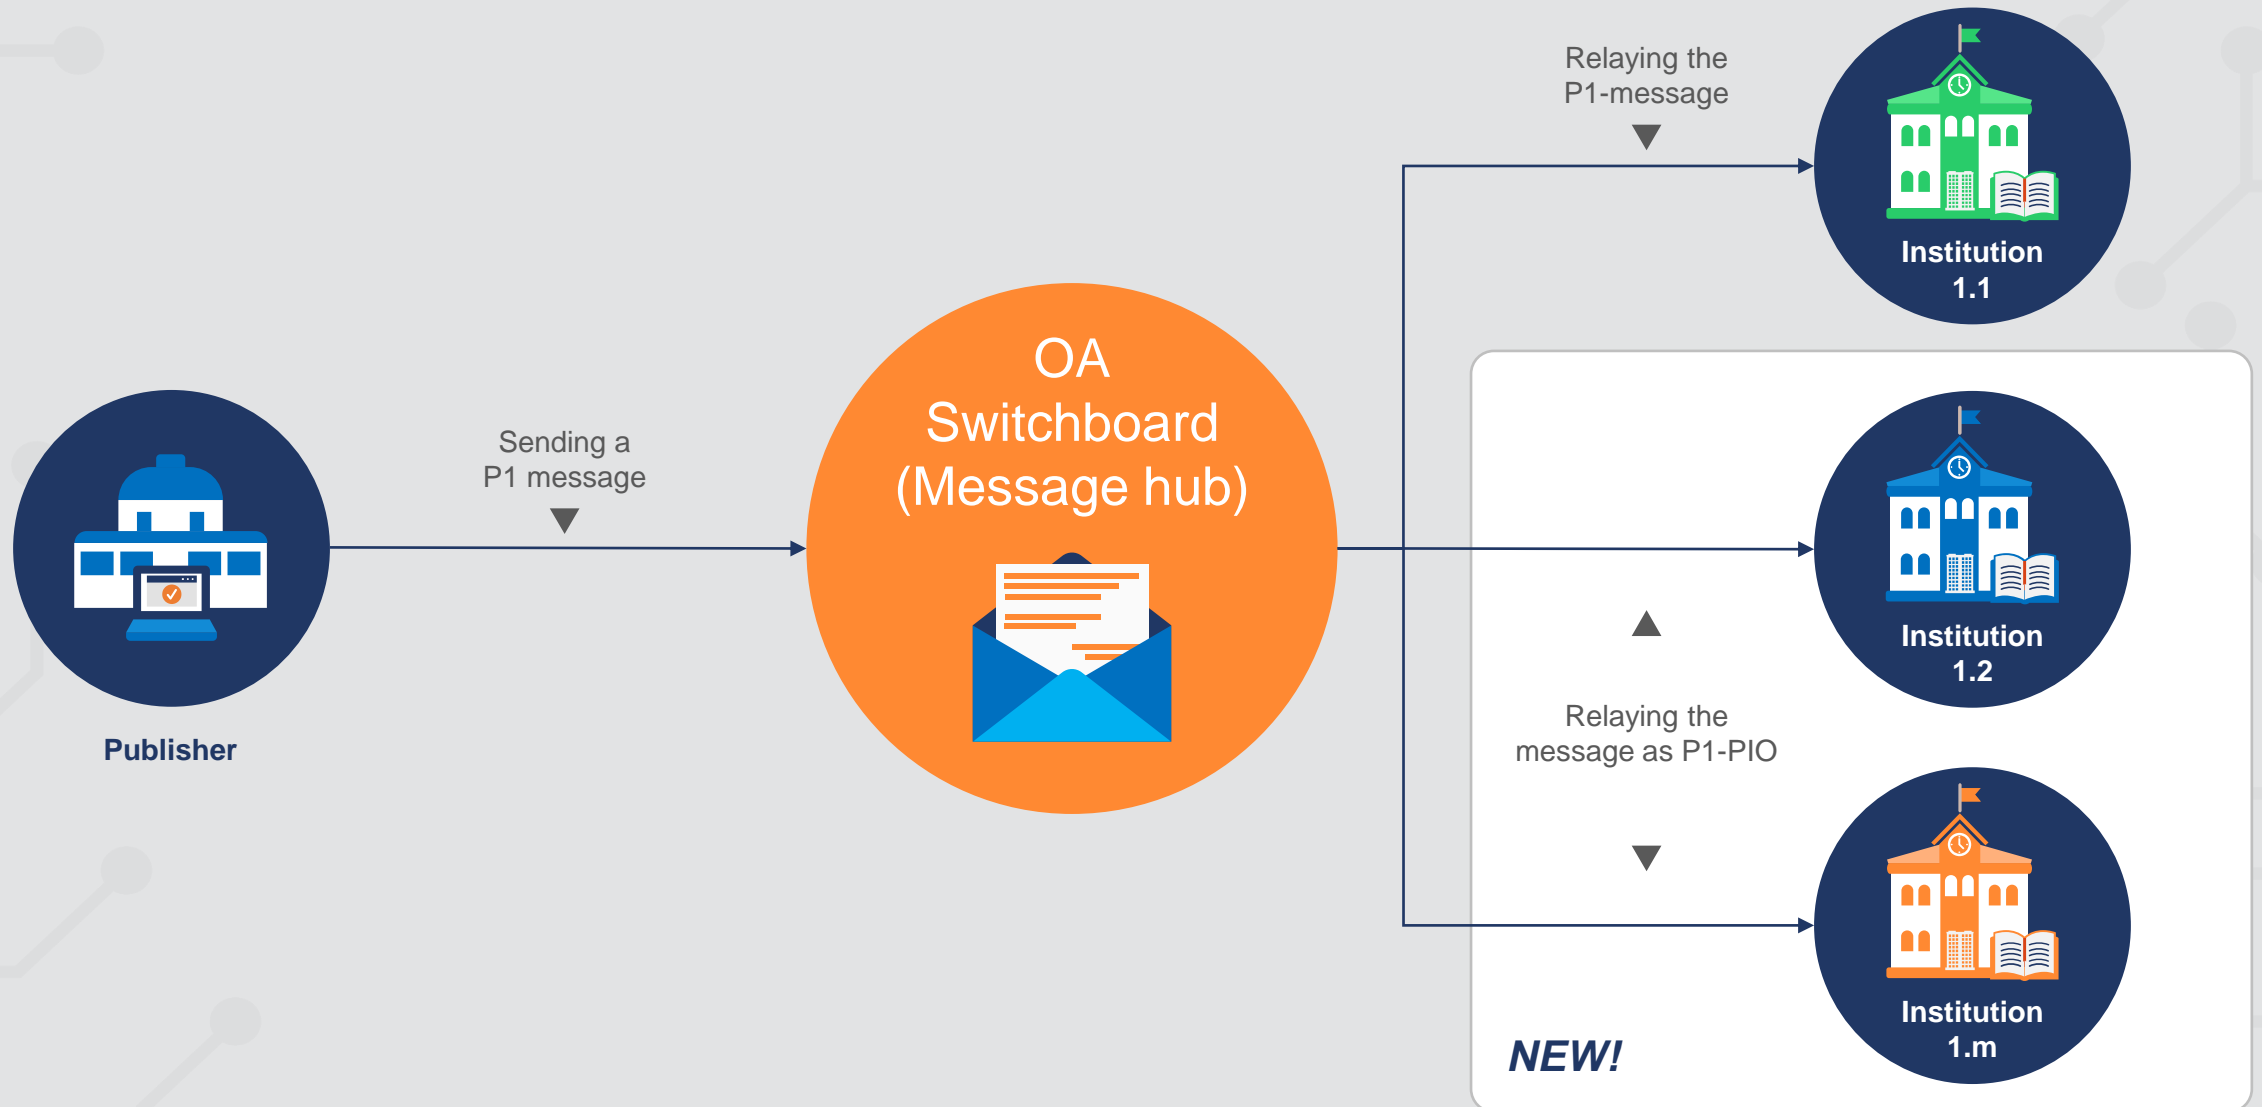 Publisher
Sending a
P1 message
OA
Switchboard
(Message hub)
Relaying the
P1-message
Institution
1.1
Institution
1.2
Relaying the
message as P1-PIO
Institution
1.m
NEW!